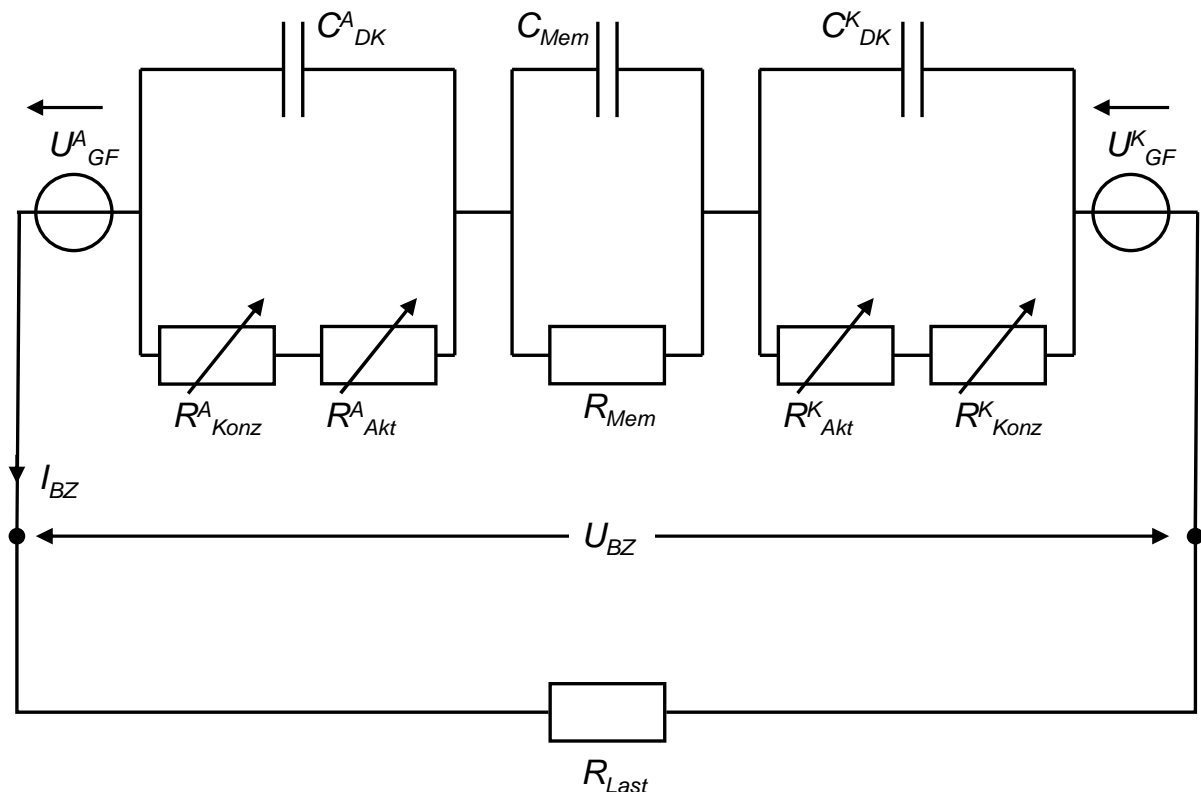 C^A_DK
C_Mem
C^K_DK
U^A_GF
U^K_GF
R^A_Konz
R^A_Akt
R_Mem
R^K_Akt
R^K_Konz
I_BZ
U_BZ
R_Last